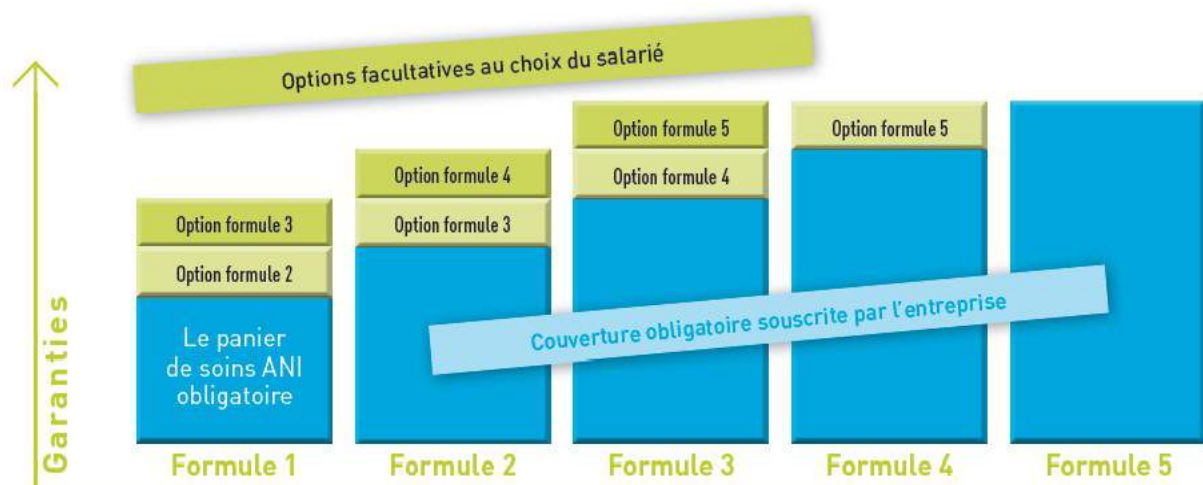 Options facultatives au choix du salarié
Option formule 5
Option formule 5
Option formule 4
Option formule 4
Option formule 3
Option formule 3
Option formule 2
Le panier
de soins ANI
obligatoire
Couverture obligatoire souscrite par l'entreprise
Garanties
Formule 1
Formule 2
Formule 3
Formule 4
Formule 5